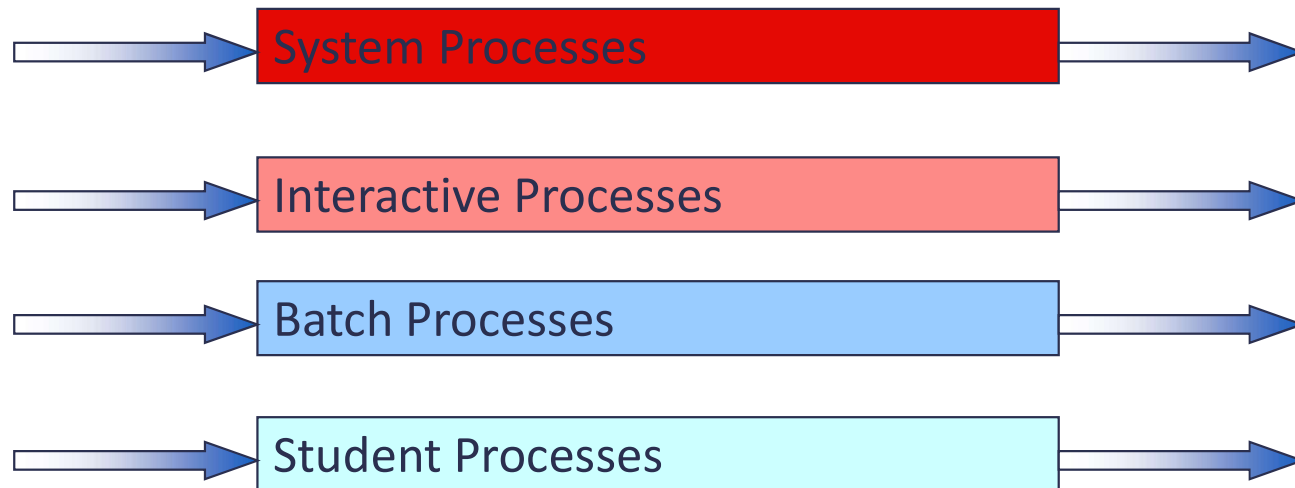 System Processes
Interactive Processes
Batch Processes
Student Processes